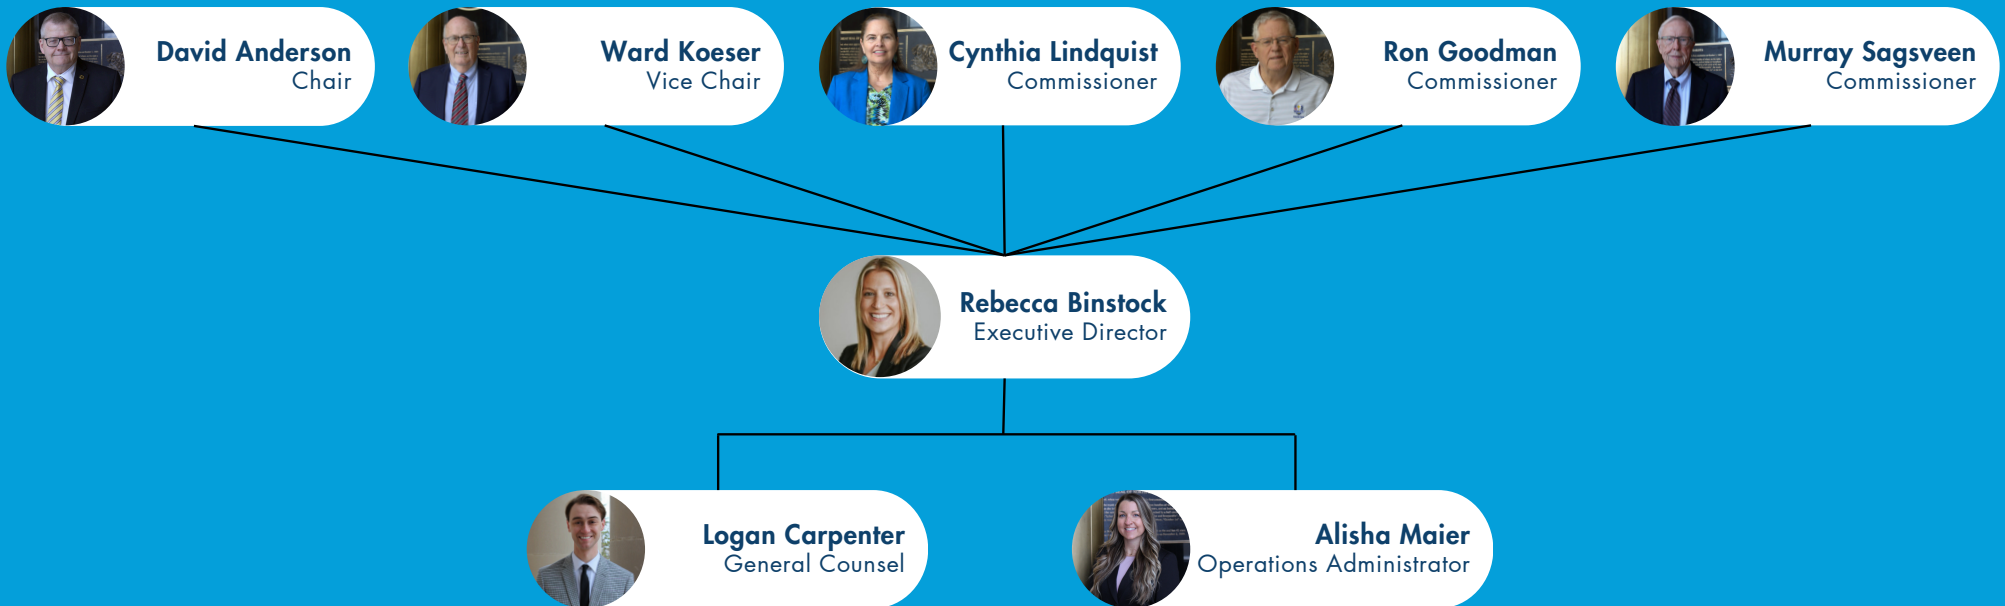 David Anderson
Chair
Ward Koeser
Vice Chair
Cynthia Lindquist
Commissioner
Ron Goodman
Commissioner
Murray Sagsveen
Commissioner
Rebecca Binstock
Executive Director
Logan Carpenter
General Counsel
Alisha Maier
Operations Administrator